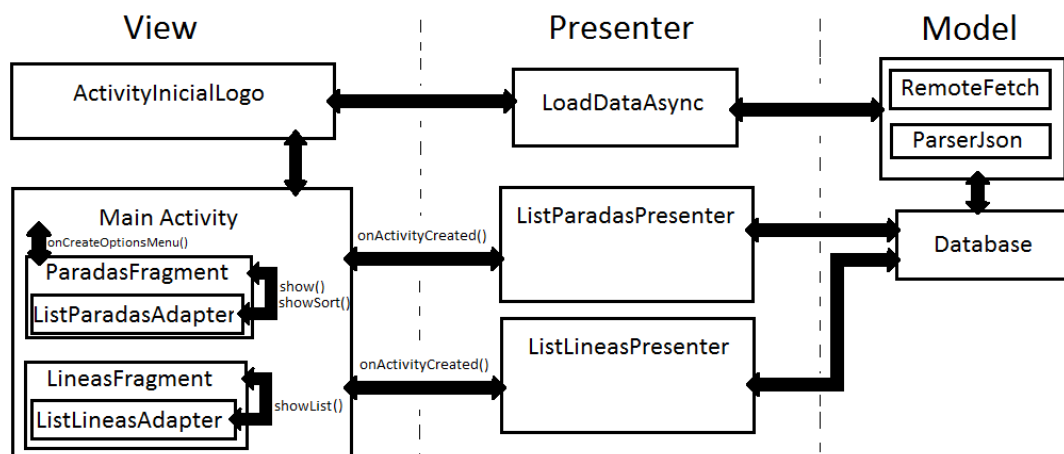 View
Presenter
Model
ActivityInicialLogo
LoadDataAsync
RemoteFetch
ParserJson
Main Activity
onCreateOptionsMenu()
ParadasFragment
ListParadasAdapter
show()
showSort()
onActivityCreated()
ListParadasPresenter
Database
LineasFragment
ListLineasAdapter
showList()
onActivityCreated()
ListLineasPresenter